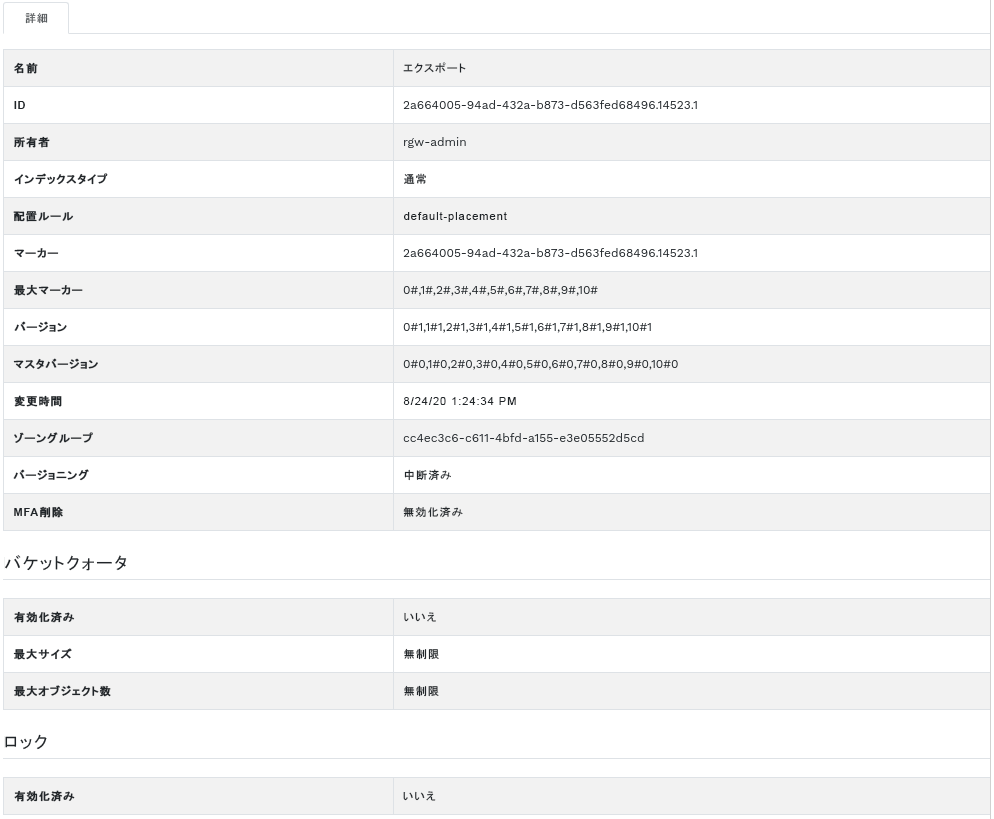 詳細
名前 エクスポート
ID 2a664005-94ad-432a-b873-d563fed68496.14523.1
所有者 rgw-admin
インデックスタイプ 通常
配置ルール default-placement
マーカー 2a664005-94ad-432a-b873-d563fed68496.14523.1
最大マーカー 0#,1#,2#,3#,4#,5#,6#,7#,8#,9#,10#
バージョン 0#1,1#1,2#1,3#1,4#1,5#1,6#1,7#1,8#1,9#1,10#1
マスタバージョン 0#0,1#0,2#0,3#0,4#0,5#0,6#0,7#0,8#0,9#0,10#0
変更時間 8/24/20 1:24:34 PM
ゾーングループ cc4ec3c6-c611-4bfd-a155-e3e05552d5cd
バージョニング 中断済み
MFA削除 無効化済み
バケットクォータ
有効化済み いいえ
最大サイズ 無制限
最大オブジェクト数 無制限
ロック
有効化済み いいえ